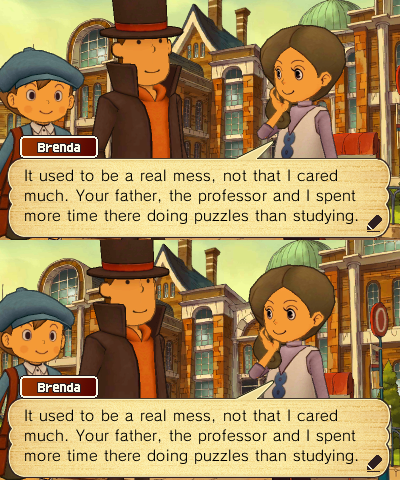 Brenda
It used to be a real mess, not that I cared
much. Your father, the professor and I spent
more time there doing puzzles than studying.
Brenda
It used to be a real mess, not that I cared
much. Your father, the professor and I spent
more time there doing puzzles than studying.